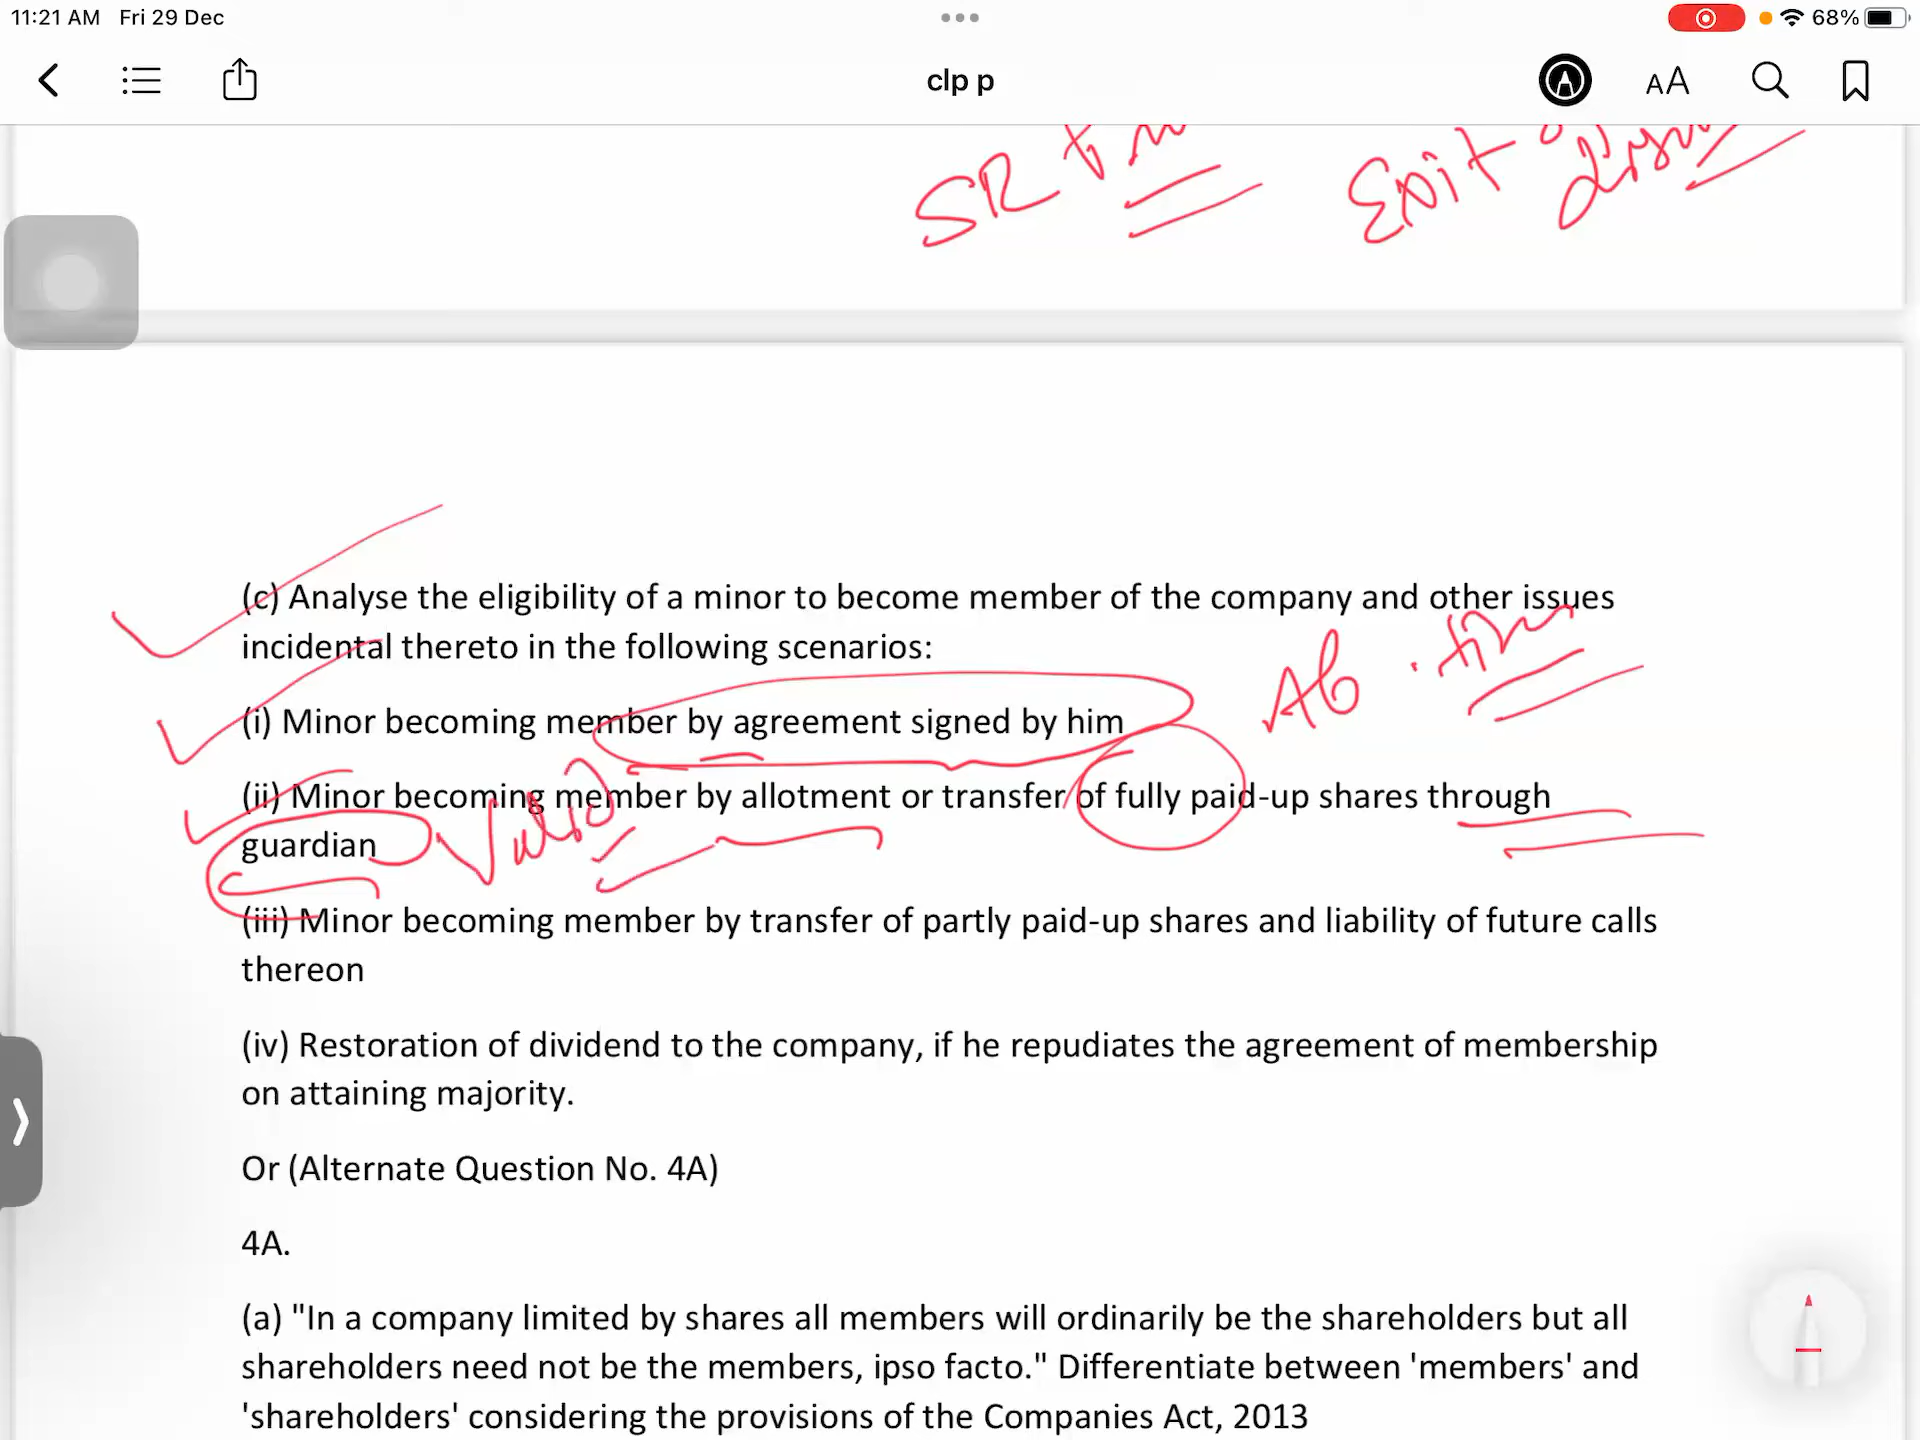 11:21 AM Fri 29 Dec
68%
clp p
AA
SR
Exit
(c) Analyse the eligibility of a minor to become member of the company and other issues
incidental thereto in the following scenarios:
Ab
(i) Minor becoming member by agreement signed by him
(ii) Minor becoming member by allotment or transfer of fully paid-up shares through
guardian
Valid
(iii) Minor becoming member by transfer of partly paid-up shares and liability of future calls
thereon
(iv) Restoration of dividend to the company, if he repudiates the agreement of membership
on attaining majority.
Or (Alternate Question No. 4A)
4A.
(a) "In a company limited by shares all members will ordinarily be the shareholders but all
shareholders need not be the members, ipso facto." Differentiate between 'members' and
'shareholders' considering the provisions of the Companies Act, 2013